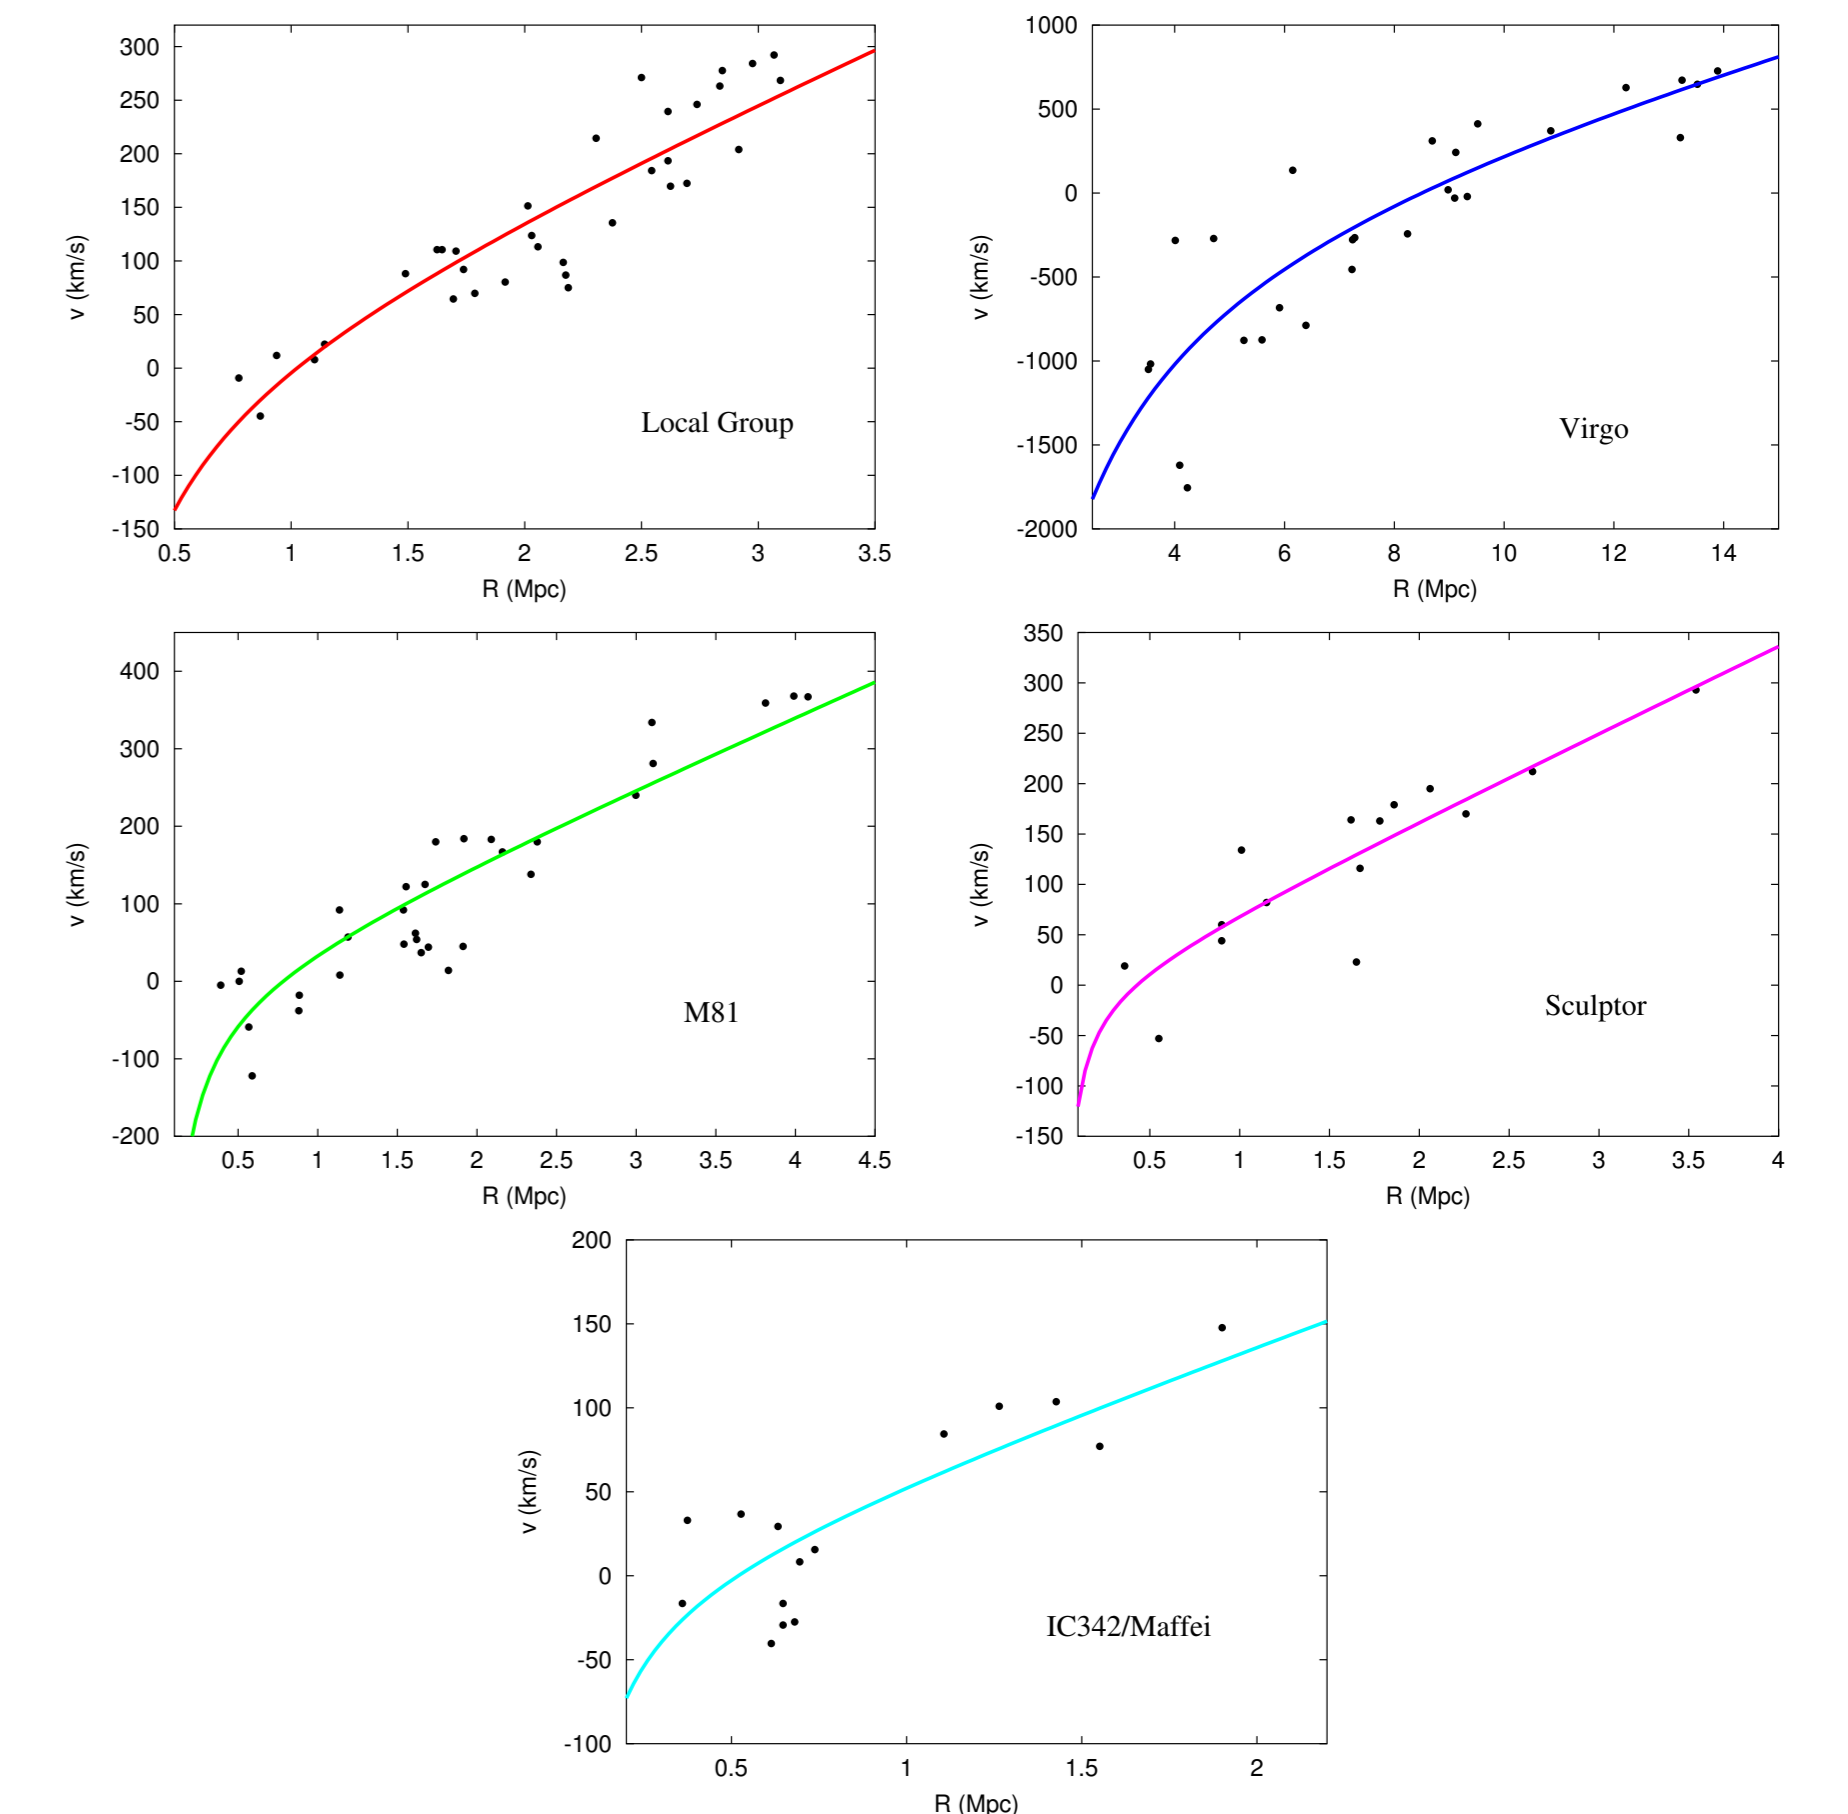 300
250
200
150
100
50
0
-50
-100
-150
0.5 1 1.5 2 2.5 3 3.5
v (km/s)
R (Mpc)
Local Group
1000
500
0
-500
-1000
-1500
-2000
4 6 8 10 12 14
v (km/s)
R (Mpc)
Virgo
400
300
200
100
0
-100
-200
0.5 1 1.5 2 2.5 3 3.5 4 4.5
v (km/s)
R (Mpc)
M81
350
300
250
200
150
100
50
0
-50
-100
-150
0.5 1 1.5 2 2.5 3 3.5 4
v (km/s)
R (Mpc)
Sculptor
200
150
100
50
0
-50
-100
0.5 1 1.5 2
v (km/s)
R (Mpc)
IC342/Maffei